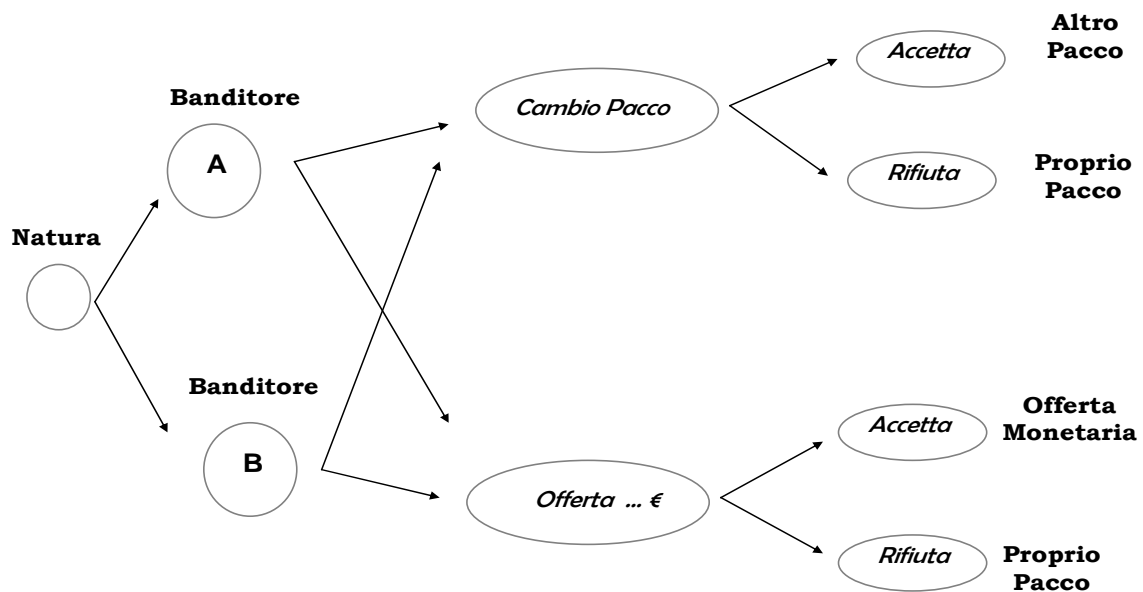 Altro
Pacco
Accetta
Banditore
Cambio Pacco
A
Rifiuta
Proprio
Pacco
Natura
Banditore
Offerta
Monetaria
Accetta
B
Offerta ... €
Rifiuta
Proprio
Pacco